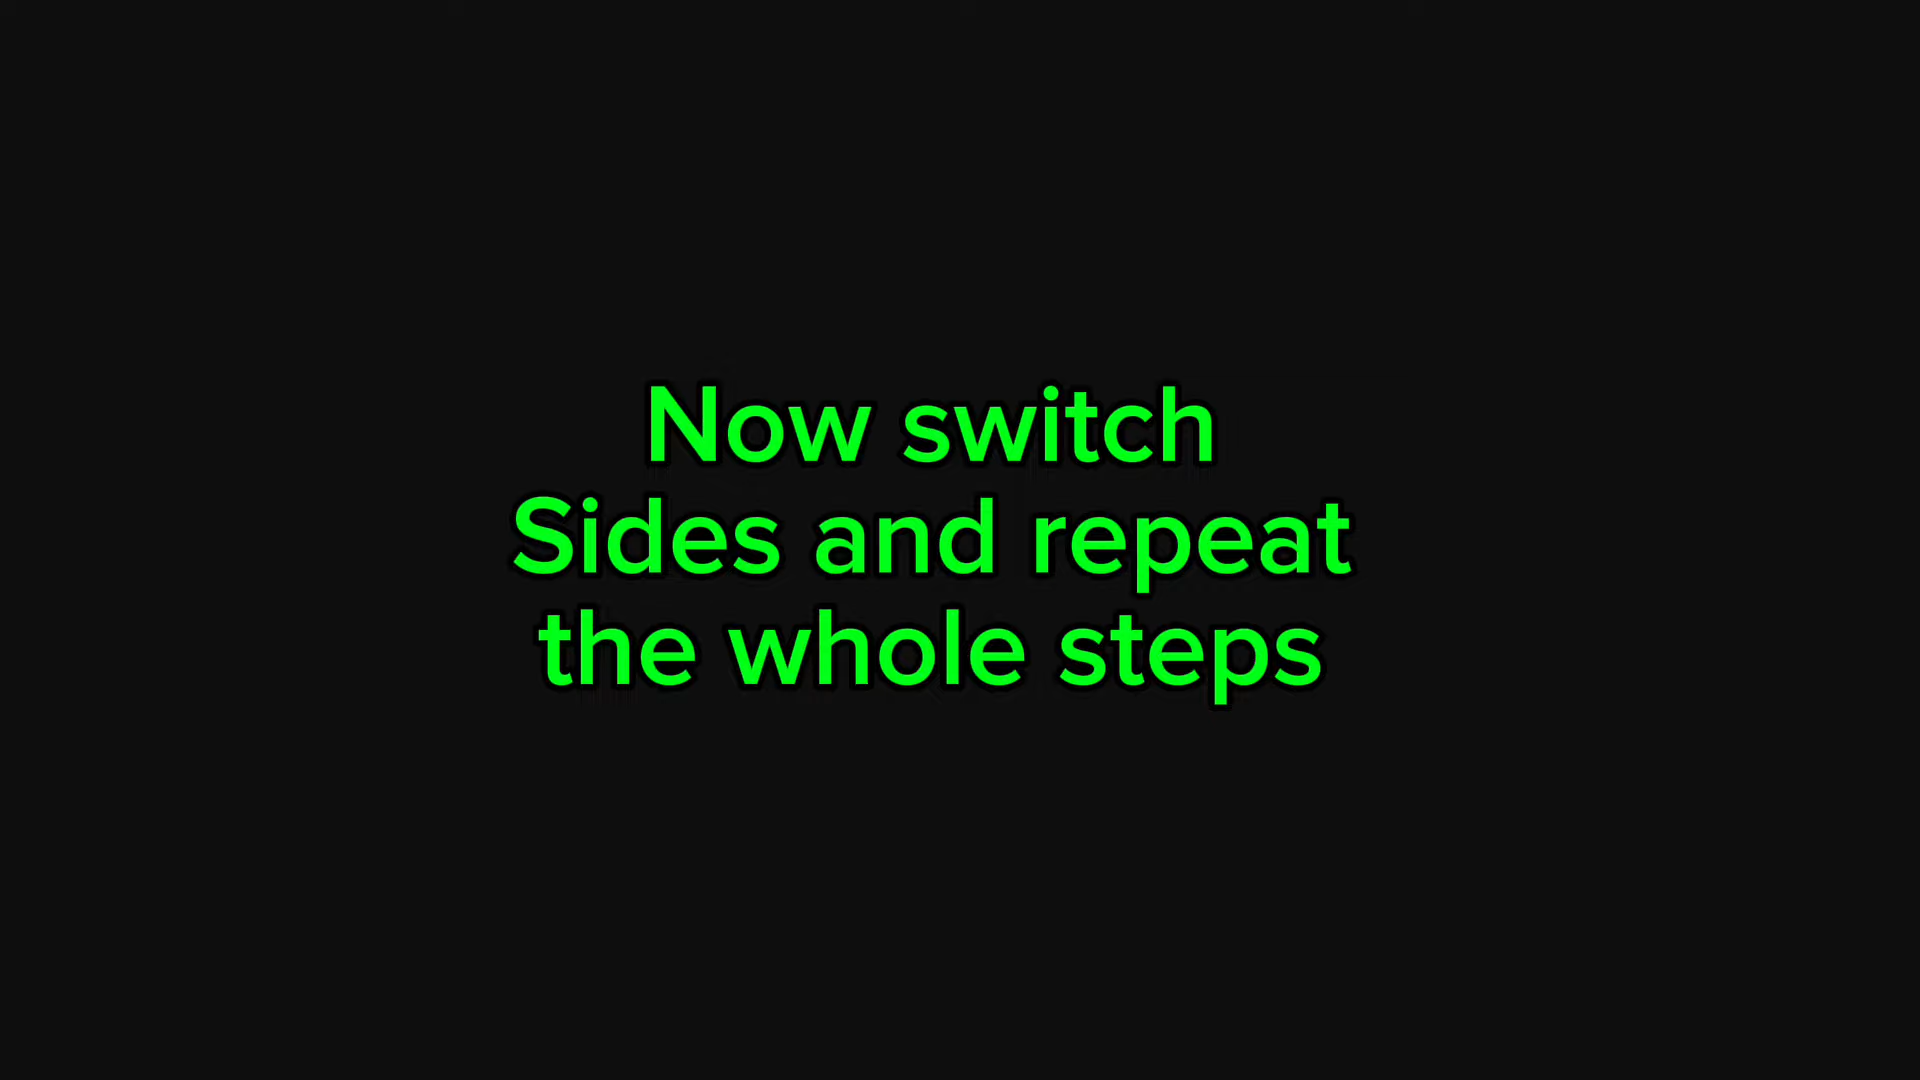 Now switch
Sides and repeat
the whole steps